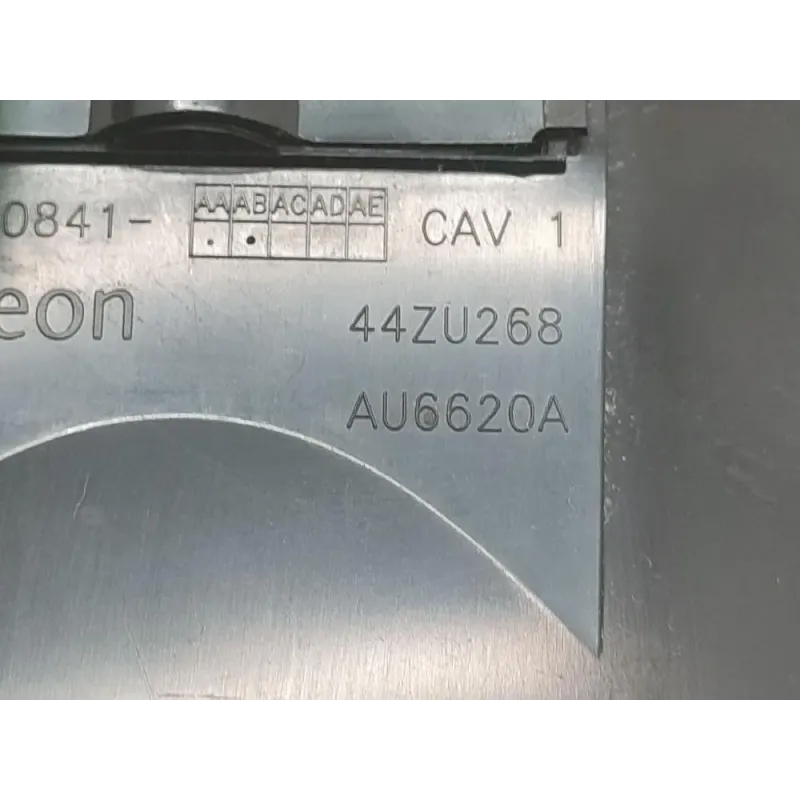 0841- AA AB AC AD AE CAV 1
eon 44ZU268
AU6620A